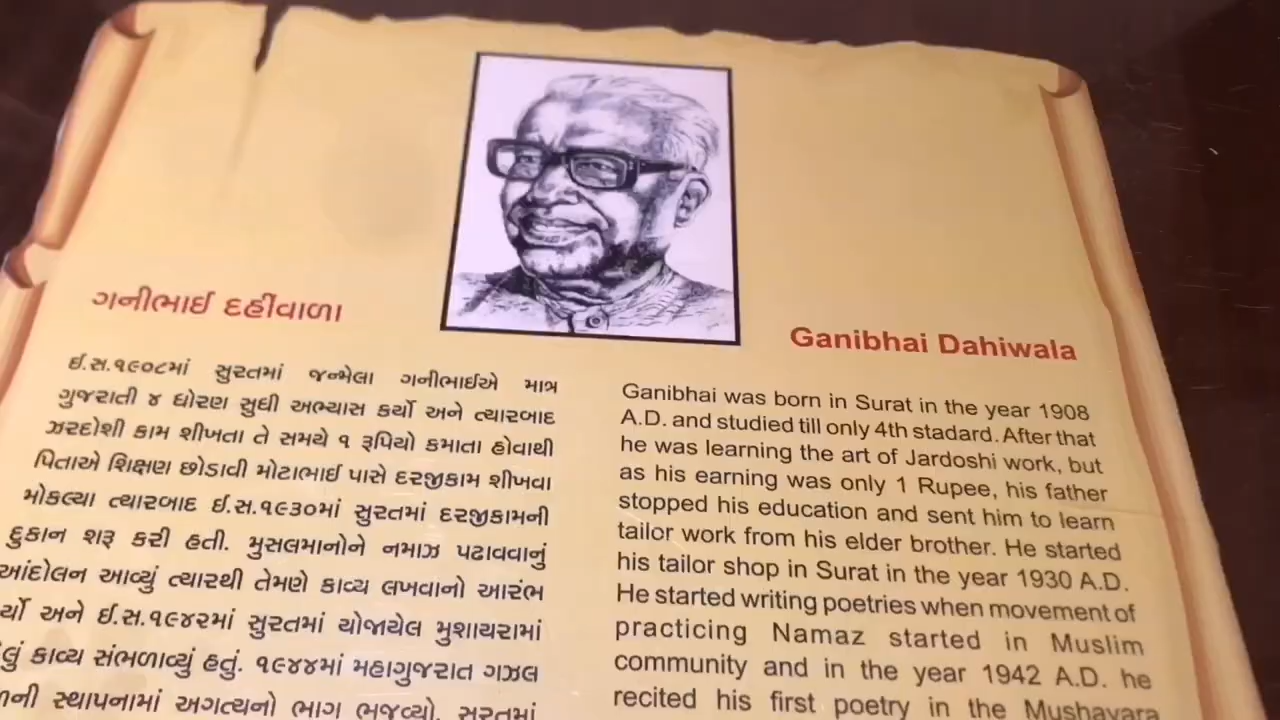 ગનીભાઈ દહીંવાળા
ઈ.સ.૧૯૦૮માં સુરતમાં જન્મેલા ગનીભાઈએ માત્ર
ગુજરાતી ૪ ધોરણ સુધી અભ્યાસ કર્યો અને ત્યારબાદ
ઝરદોશી કામ શીખતા તે સમયે ૧ રૂપિયો કમાતા હોવાથી
પિતાએ શિક્ષણ છોડાવી મોટાભાઈ પાસે દરજીકામ શીખવા
મોકલ્યા ત્યારબાદ ઈ.સ.૧૯૩૦માં સુરતમાં દરજીકામની
દુકાન શરૂ કરી હતી. મુસલમાનોને નમાઝ પઢાવવાનું
આંદોલન આવ્યું ત્યારથી તેમણે કાવ્ય લખવાનો આરંભ
અને ઈ.સ.૧૯૪૨માં સુરતમાં યોજાયેલ મુશાયરામાં
કાવ્ય સંભળાવ્યું હતું. ૧૯૪૪માં મહાગુજરાત ગઝલ
સ્થાપનામાં અગત્યનો ભાગ ભજવ્યો. સુરતમાં
Ganibhai Dahiwala
Ganibhai was born in Surat in the year 1908
A.D. and studied till only 4th stadard. After that
he was learning the art of Jardoshi work, but
as his earning was only 1 Rupee, his father
stopped his education and sent him to learn
tailor work from his elder brother. He started
his tailor shop in Surat in the year 1930 A.D.
He started writing poetries when movement of
practicing Namaz started in Muslim
community and in the year 1942 A.D. he
recited his first poetry in the Mushayara